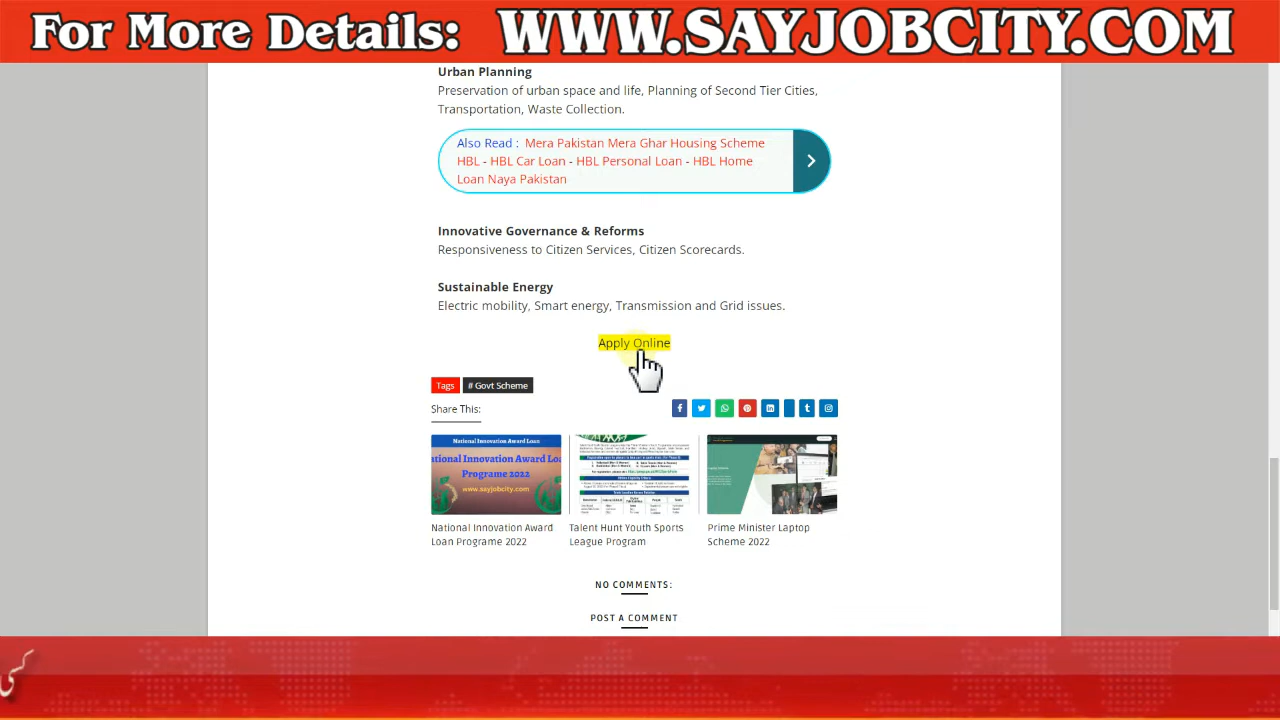 For More Details: WWW.SAYJOBCITY.COM
Urban Planning
Preservation of urban space and life, Planning of Second Tier Cities,
Transportation, Waste Collection.
Also Read : Mera Pakistan Mera Ghar Housing Scheme
HBL - HBL Car Loan - HBL Personal Loan - HBL Home
Loan Naya Pakistan
Innovative Governance & Reforms
Responsiveness to Citizen Services, Citizen Scorecards.
Sustainable Energy
Electric mobility, Smart energy, Transmission and Grid issues.
Apply Online
Tags # Govt Scheme
Share This:
National Innovation Award Loan
ational Innovation Award Loa
Programe 2022
www.sayjobcity.com
National Innovation Award
Loan Programe 2022
Talent Hunt Youth Sports
League Program
Prime Minister Laptop
Scheme 2022
NO COMMENTS:
POST A COMMENT